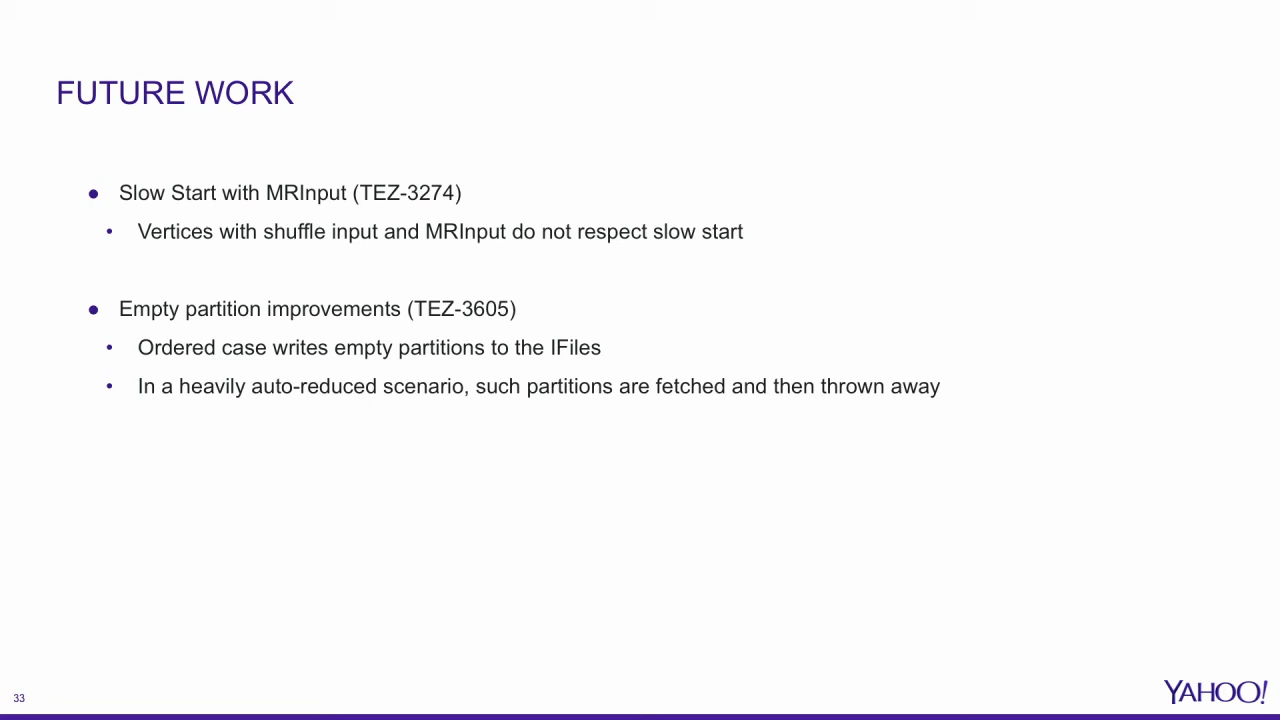 FUTURE WORK
● Slow Start with MRInput (TEZ-3274)
• Vertices with shuffle input and MRInput do not respect slow start
● Empty partition improvements (TEZ-3605)
• Ordered case writes empty partitions to the IFiles
• In a heavily auto-reduced scenario, such partitions are fetched and then thrown away
33
YAHOO!